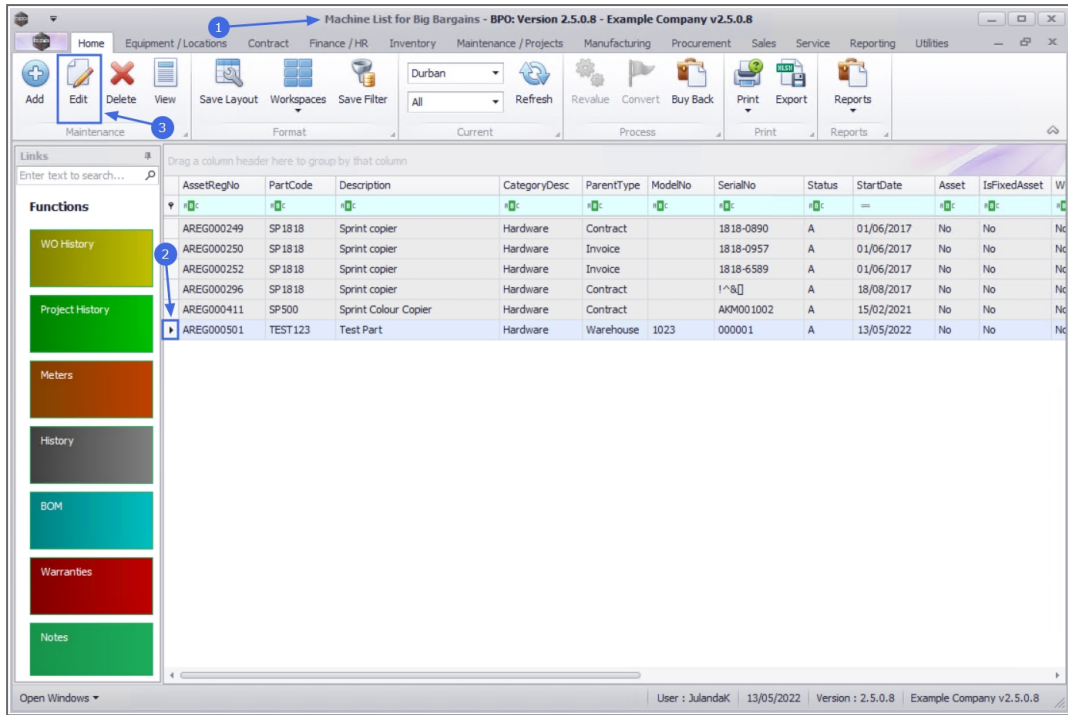 Machine List for Big Bargains - BPO: Version 2.5.0.8 - Example Company v2.5.0.8
1
Home Equipment / Locations Contract Finance / HR Inventory Maintenance / Projects Manufacturing Procurement Sales Service Reporting Utilities
Add Edit Delete View Save Layout Workspaces Save Filter Durban All Refresh Revalue Convert Buy Back Print Export Reports
3
Maintenance Format Current Process Print Reports
Links
Enter text to search...
Functions
WO History
Project History
Meters
History
BOM
Warranties
Notes
Drag a column header here to group by that column
AssetRegNo PartCode Description CategoryDesc ParentType ModelNo SerialNo Status StartDate Asset IsFixedAsset W
AREG000249 SP1818 Sprint copier Hardware Contract 1818-0890 A 01/06/2017 No No No
2
AREG000250 SP1818 Sprint copier Hardware Invoice 1818-0957 A 01/06/2017 No No No
AREG000252 SP1818 Sprint copier Hardware Invoice 1818-6589 A 01/06/2017 No No No
AREG000296 SP1818 Sprint copier Hardware Contract !^&[] A 18/08/2017 No No No
AREG000411 SP500 Sprint Colour Copier Hardware Contract AKM001002 A 15/02/2021 No No No
AREG000501 TEST123 Test Part Hardware Warehouse 1023 000001 A 13/05/2022 No No No
Open Windows User : JulandaK 13/05/2022 Version : 2.5.0.8 Example Company v2.5.0.8